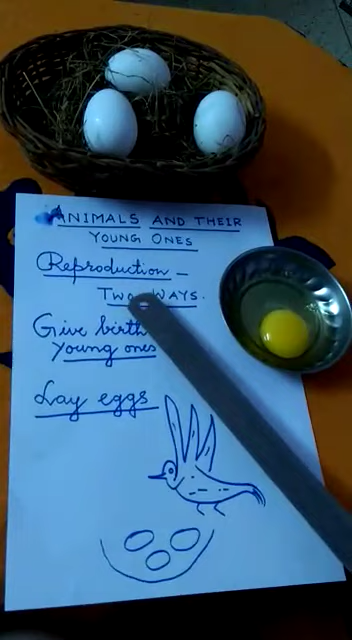 ANIMALS AND THEIR
YOUNG ONES
Reproduction –
TWO WAYS.
Give birth
young ones
Lay eggs